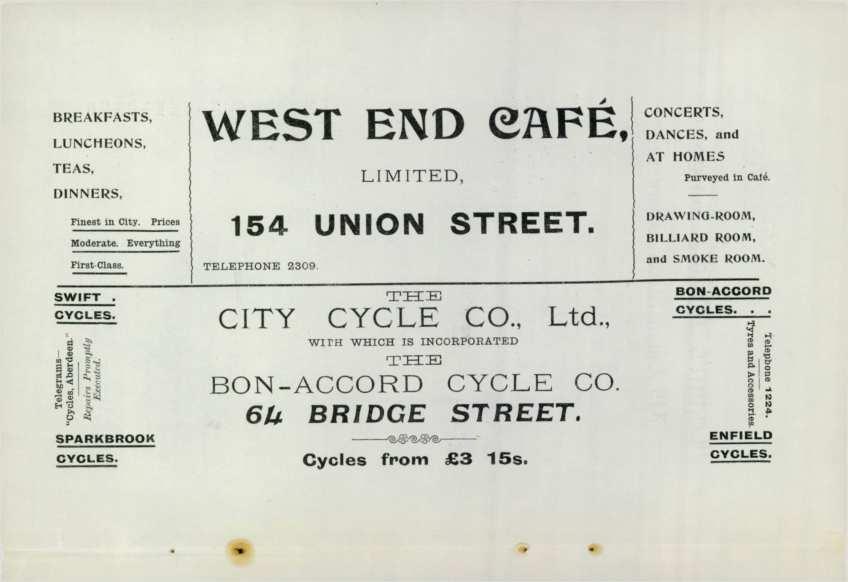 BREAKFASTS,
LUNCHEONS,
TEAS,
DINNERS,
Finest in City. Prices
Moderate. Everything
First-Class.
WEST END CAFÉ,
LIMITED,
154 UNION STREET.
TELEPHONE 2309.
CONCERTS,
DANCES, and
AT HOMES
Purveyed in Café.
DRAWING-ROOM,
BILLIARD ROOM,
and SMOKE ROOM.
SWIFT .
CYCLES.
Telegrams—
"Cycles, Aberdeen."
Repairs Promptly
Executed.
SPARKBROOK
CYCLES.
THE
CITY CYCLE CO., Ltd.,
WITH WHICH IS INCORPORATED
THE
BON-ACCORD CYCLE CO.
64 BRIDGE STREET.
Cycles from £3 15s.
BON-ACCORD
CYCLES. . .
Telephone 1224.
Tyres and Accessories.
ENFIELD
CYCLES.